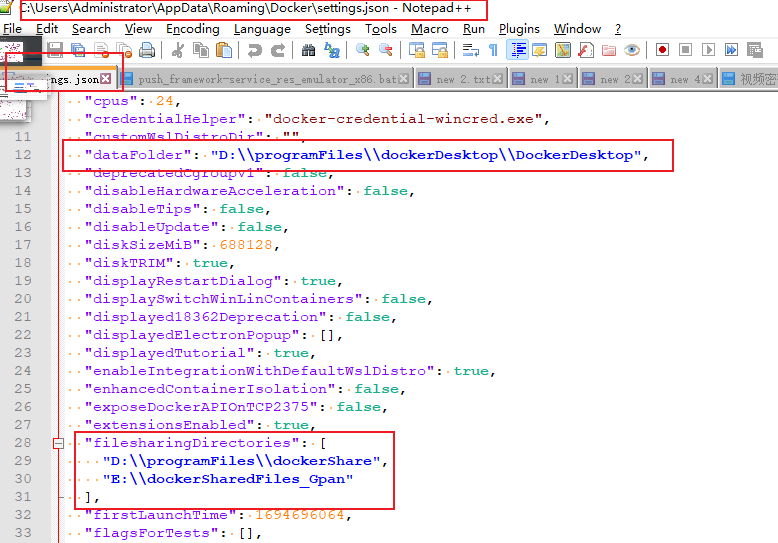 C:\Users\Administrator\AppData\Roaming\Docker\settings.json - Notepad++
File Edit Search View Encoding Language Settings Tools Macro Run Plugins Window ?
ngs.json push_framework-service_res_emulator_x86.bat new 2.txt new 1 new 2 new 4 视频密
"cpus": 24,
"credentialHelper": "docker-credential-wincred.exe",
11 "customWslDistroDir": "",
12 "dataFolder": "D:\\programFiles\\dockerDesktop\\DockerDesktop",
13 "deprecatedCgroupv1": false,
14 "disableHardwareAcceleration": false,
15 "disableTips": false,
16 "disableUpdate": false,
17 "diskSizeMiB": 688128,
18 "diskTRIM": true,
19 "displayRestartDialog": true,
20 "displaySwitchWinLinContainers": false,
21 "displayed18362Deprecation": false,
22 "displayedElectronPopup": [],
23 "displayedTutorial": true,
24 "enableIntegrationWithDefaultWslDistro": true,
25 "enhancedContainerIsolation": false,
26 "exposeDockerAPIOnTCP2375": false,
27 "extensionsEnabled": true,
28 "filesharingDirectories": [
29 "D:\\programFiles\\dockerShare",
30 "E:\\dockerSharedFiles_Gpan"
31 ],
32 "firstLaunchTime": 1694696064,
33 "flagsForTests": [],